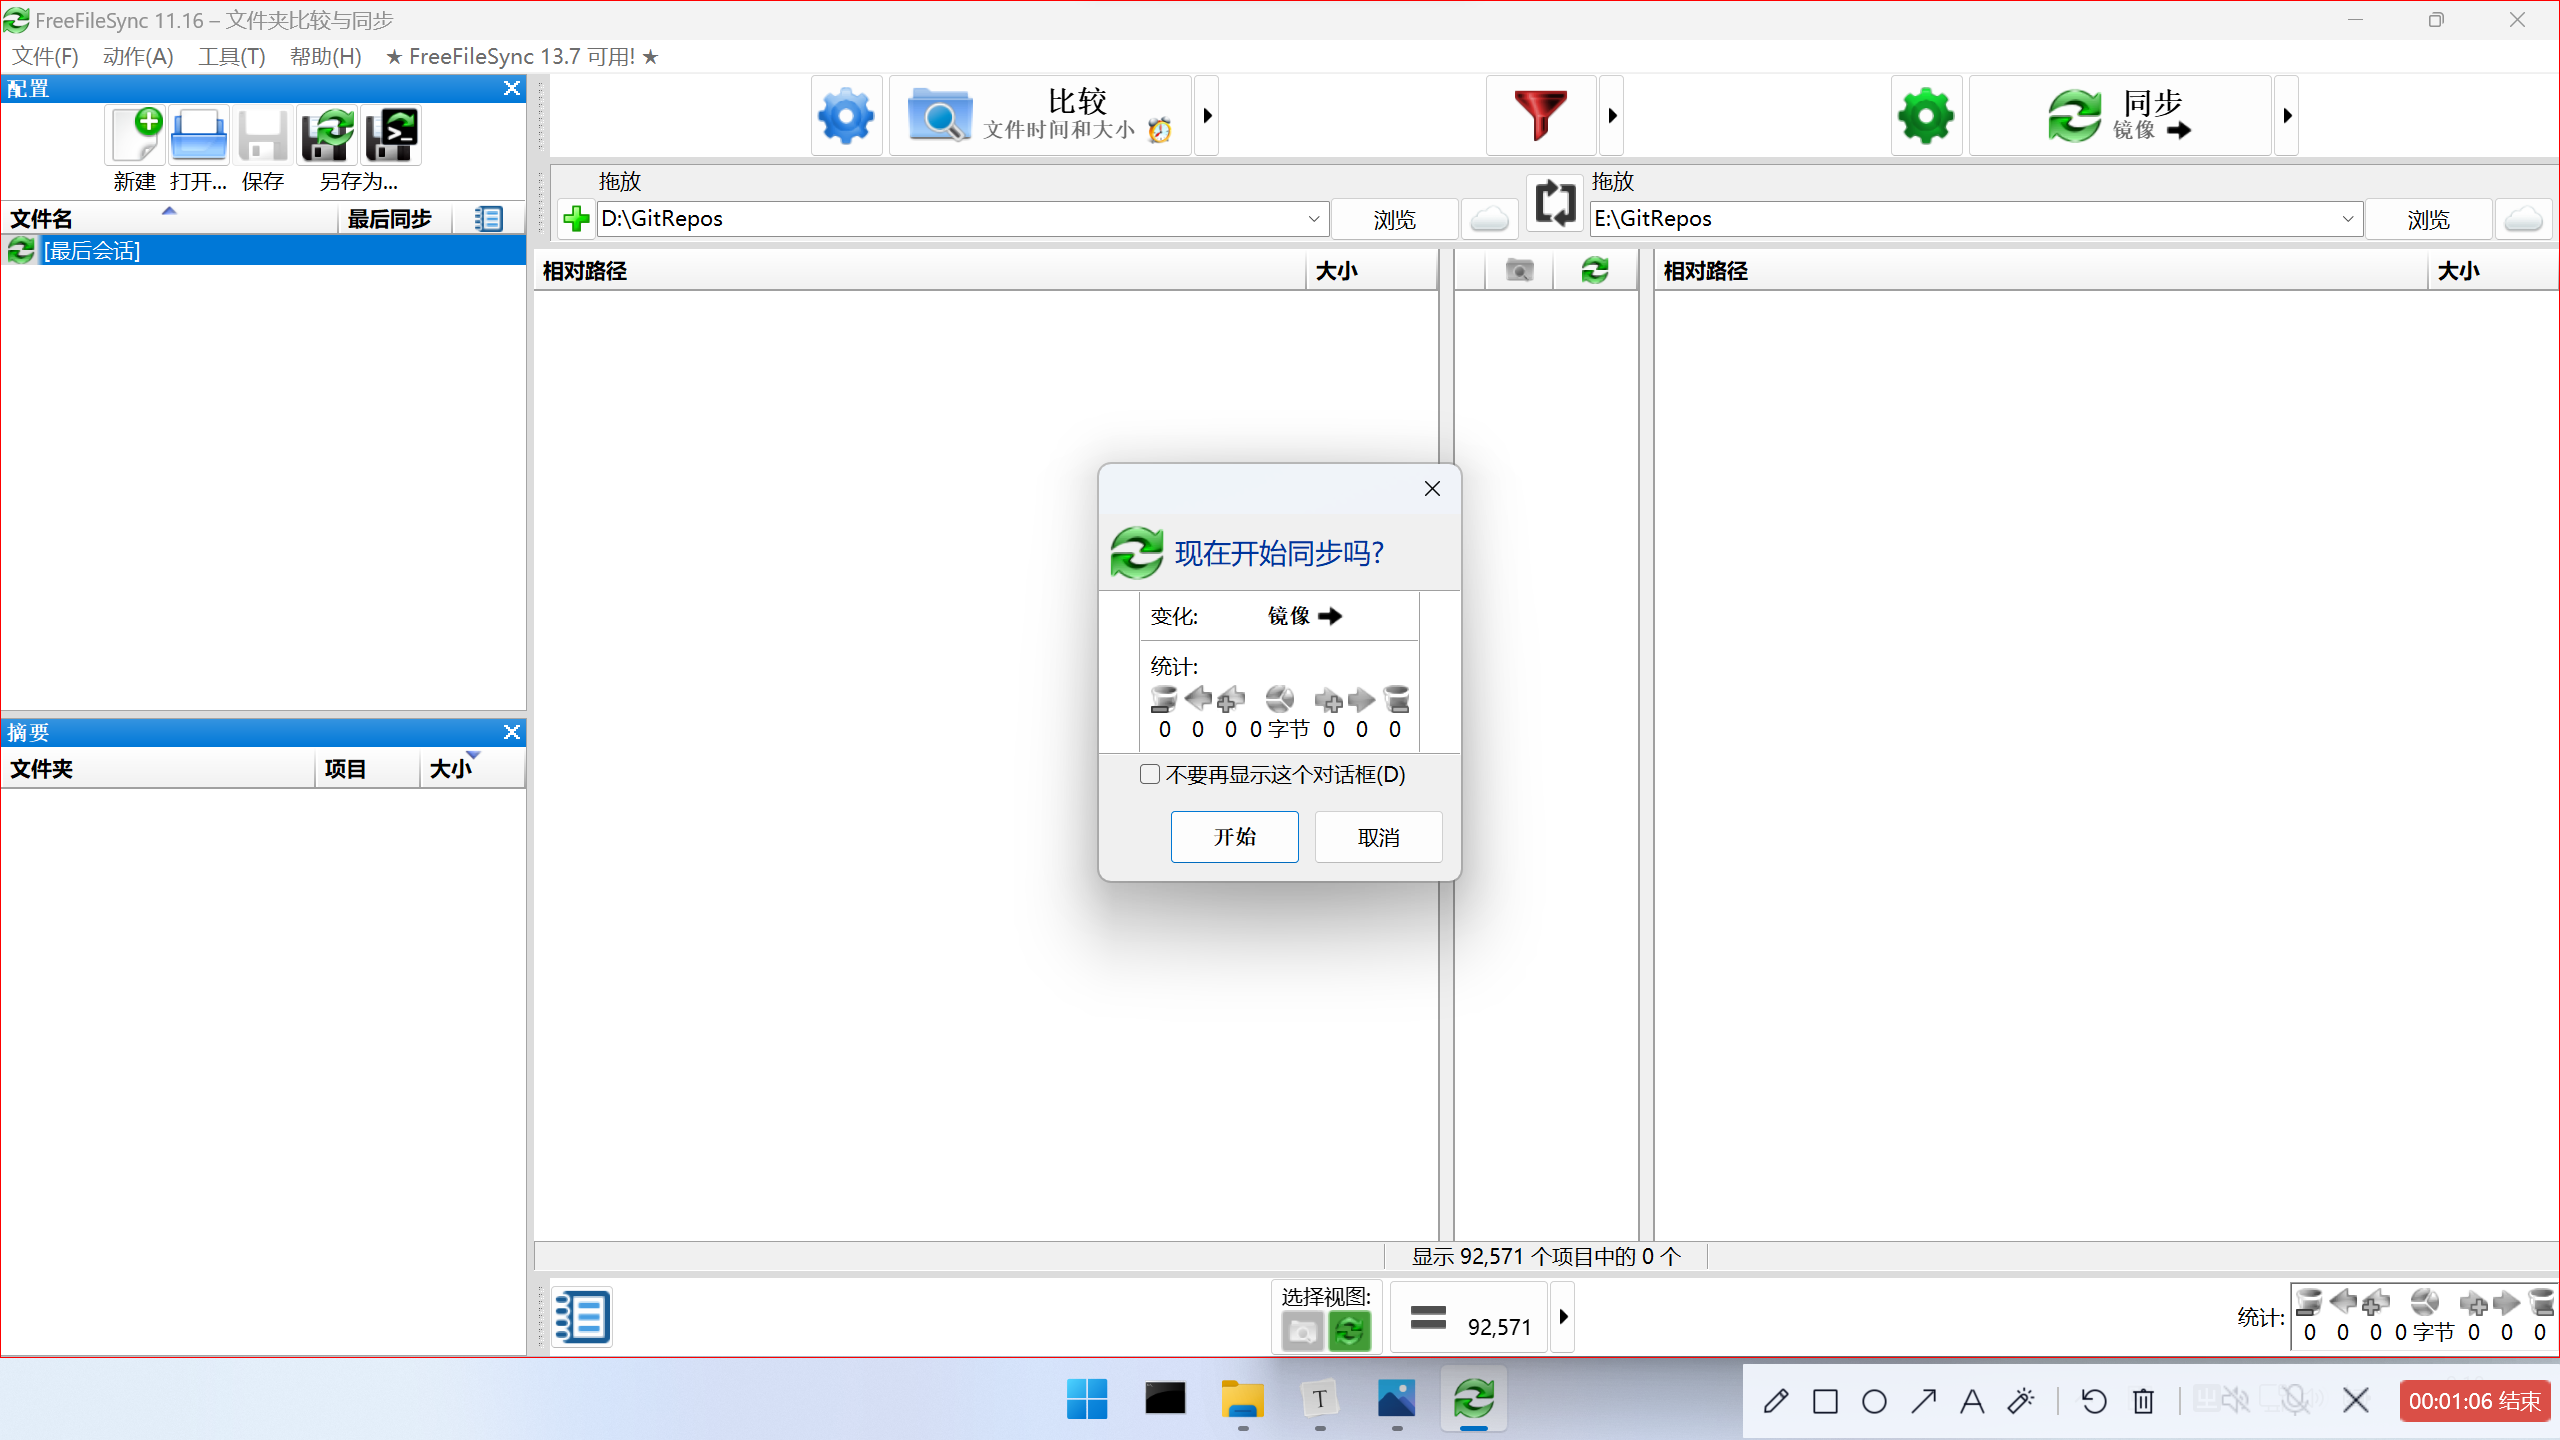 FreeFileSync 11.16 – 文件夹比较与同步
文件(F) 动作(A) 工具(T) 帮助(H) ★ FreeFileSync 13.7 可用! ★
配置
新建 打开... 保存 另存为...
文件名 最后同步
[最后会话]
比较
文件时间和大小
同步
镜像
拖放
D:\GitRepos 浏览
拖放
E:\GitRepos 浏览
相对路径 大小
相对路径 大小
现在开始同步吗?
变化: 镜像
统计:
0 0 0 0 字节 0 0 0
不要再显示这个对话框(D)
开始 取消
摘要
文件夹 项目 大小
显示 92,571 个项目中的 0 个
选择视图:
92,571
统计:
0 0 0 0 字节 0 0 0
T
A
00:01:06 结束